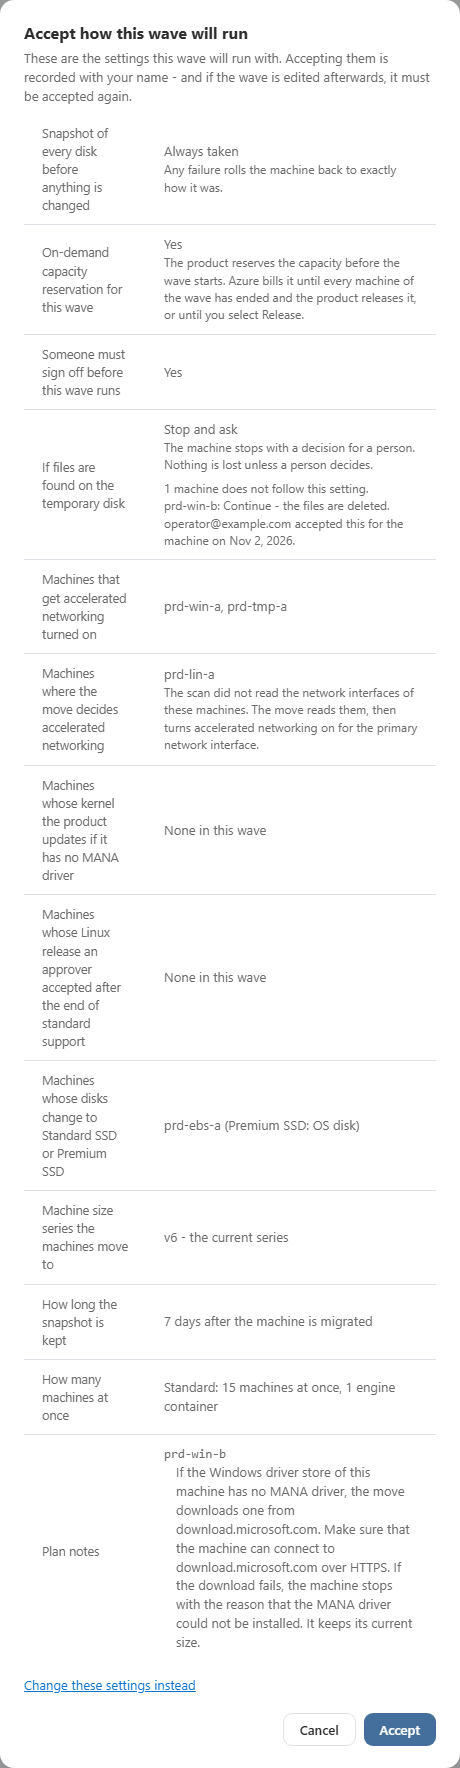 Accept how this wave will run
These are the settings this wave will run with. Accepting them is
recorded with your name - and if the wave is edited afterwards, it must
be accepted again.
Snapshot of
every disk
before
anything is
changed
Always taken
Any failure rolls the machine back to exactly
how it was.
On-demand
capacity
reservation for
this wave
Yes
The product reserves the capacity before the
wave starts. Azure bills it until every machine of
the wave has ended and the product releases it,
or until you select Release.
Someone must
sign off before
this wave runs
Yes
If files are
found on the
temporary disk
Stop and ask
The machine stops with a decision for a person.
Nothing is lost unless a person decides.
1 machine does not follow this setting.
prd-win-b: Continue - the files are deleted.
operator@example.com accepted this for the
machine on Nov 2, 2026.
Machines that
get accelerated
networking
turned on
prd-win-a, prd-tmp-a
Machines
where the
move decides
accelerated
networking
prd-lin-a
The scan did not read the network interfaces of
these machines. The move reads them, then
turns accelerated networking on for the primary
network interface.
Machines
whose kernel
the product
updates if it
has no MANA
driver
None in this wave
Machines
whose Linux
release an
approver
accepted after
the end of
standard
support
None in this wave
Machines
whose disks
change to
Standard SSD
or Premium
SSD
prd-ebs-a (Premium SSD: OS disk)
Machine size
series the
machines move
to
v6 - the current series
How long the
snapshot is
kept
7 days after the machine is migrated
How many
machines at
once
Standard: 15 machines at once, 1 engine
container
Plan notes
prd-win-b
If the Windows driver store of this
machine has no MANA driver, the move
downloads one from
download.microsoft.com. Make sure that
the machine can connect to
download.microsoft.com over HTTPS. If
the download fails, the machine stops
with the reason that the MANA driver
could not be installed. It keeps its current
size.
Change these settings instead
Cancel
Accept